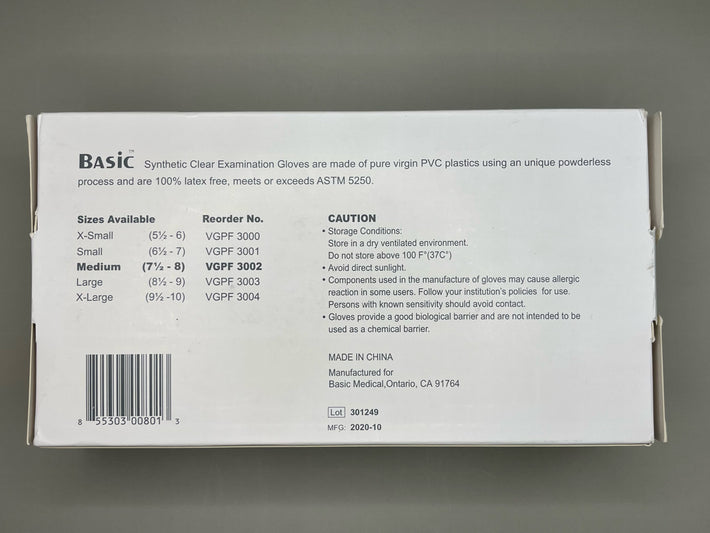 BASiC™ Synthetic Clear Examination Gloves are made of pure virgin PVC plastics using an unique powderless
process and are 100% latex free, meets or exceeds ASTM 5250.
Sizes Available Reorder No.
X-Small (5½ - 6) VGPF 3000
Small (6½ - 7) VGPF 3001
Medium (7½ - 8) VGPF 3002
Large (8½ - 9) VGPF 3003
X-Large (9½ -10) VGPF 3004
CAUTION
• Storage Conditions:
Store in a dry ventilated environment.
Do not store above 100 F°(37C°)
• Avoid direct sunlight.
• Components used in the manufacture of gloves may cause allergic
reaction in some users. Follow your institution's policies for use.
Persons with known sensitivity should avoid contact.
• Gloves provide a good biological barrier and are not intended to be
used as a chemical barrier.
MADE IN CHINA
Manufactured for
Basic Medical,Ontario, CA 91764
Lot 301249
MFG: 2020-10
8 55303 00801 3